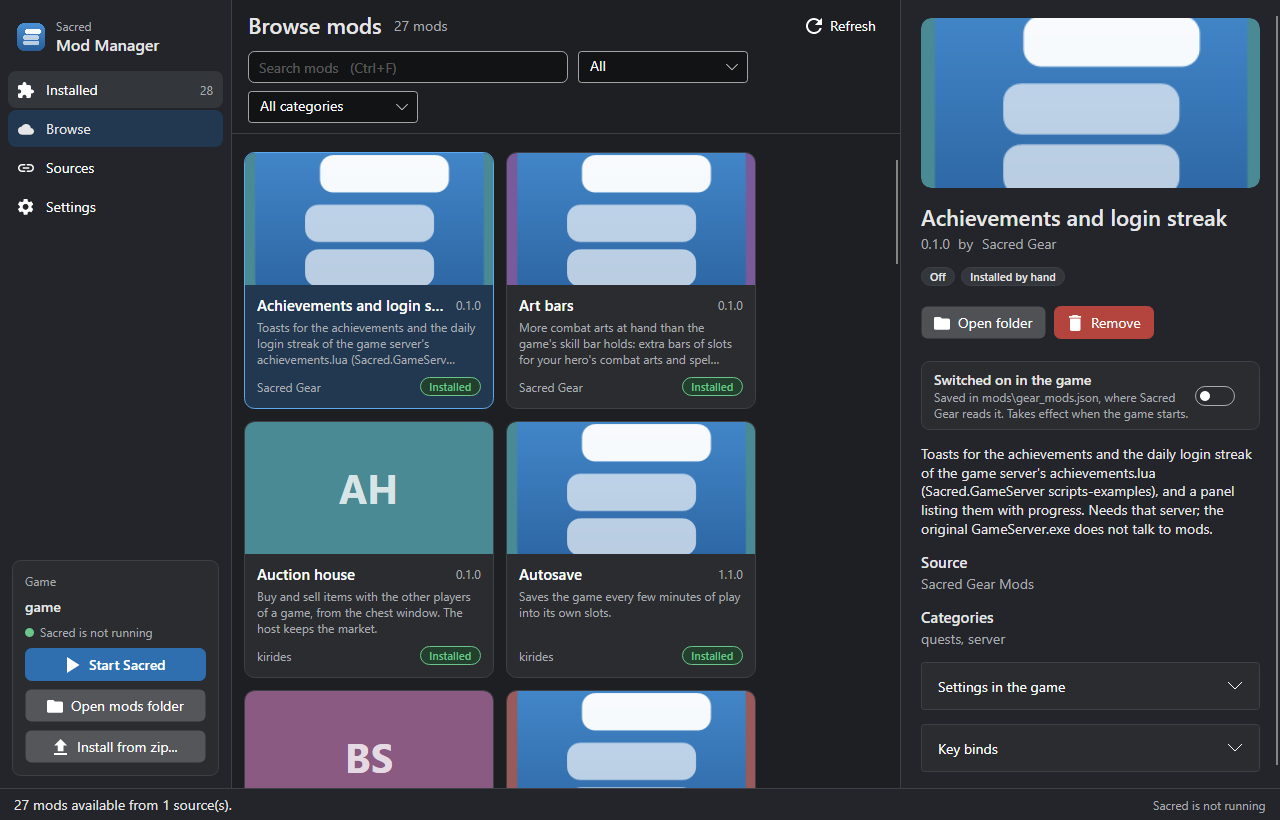 Sacred
Mod Manager
Installed 28
Browse
Sources
Settings
Game
game
Sacred is not running
Start Sacred
Open mods folder
Install from zip...
Browse mods 27 mods
Refresh
Search mods (Ctrl+F)
All
All categories
Achievements and login s... 0.1.0
Toasts for the achievements and the daily
login streak of the game server's
achievements.lua (Sacred.GameServ...
Sacred Gear Installed
Art bars 0.1.0
More combat arts at hand than the
game's skill bar holds: extra bars of slots
for your hero's combat arts and spel...
Sacred Gear Installed
AH
Auction house 0.1.0
Buy and sell items with the other players
of a game, from the chest window. The
host keeps the market.
kirides Installed
Autosave 1.1.0
Saves the game every few minutes of play
into its own slots.
kirides Installed
BS
Achievements and login streak
0.1.0 by Sacred Gear
Off Installed by hand
Open folder Remove
Switched on in the game
Saved in mods\gear_mods.json, where Sacred
Gear reads it. Takes effect when the game starts.
Toasts for the achievements and the daily login streak
of the game server's achievements.lua
(Sacred.GameServer scripts-examples), and a panel
listing them with progress. Needs that server; the
original GameServer.exe does not talk to mods.
Source
Sacred Gear Mods
Categories
quests, server
Settings in the game
Key binds
27 mods available from 1 source(s).
Sacred is not running